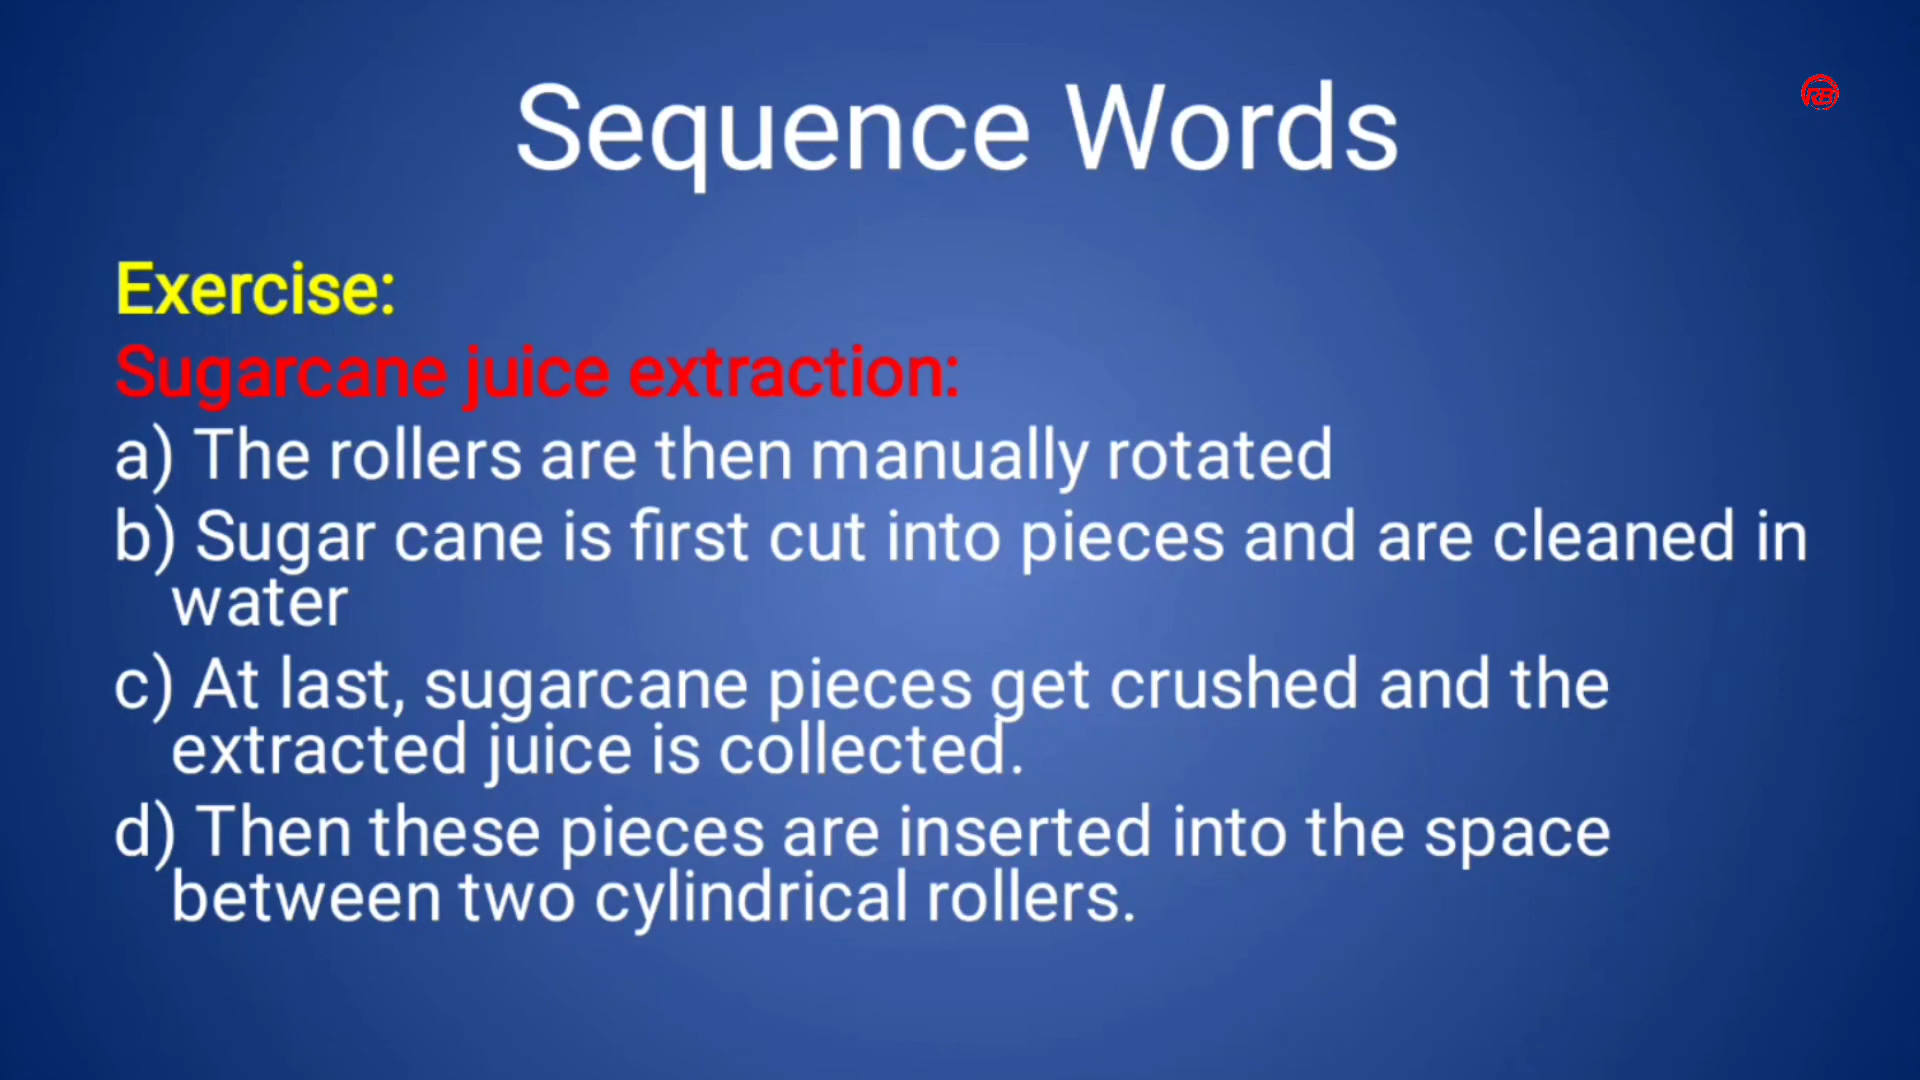 Sequence Words
RB
Exercise:
Sugarcane juice extraction:
a) The rollers are then manually rotated
b) Sugar cane is first cut into pieces and are cleaned in
water
c) At last, sugarcane pieces get crushed and the
extracted juice is collected.
d) Then these pieces are inserted into the space
between two cylindrical rollers.